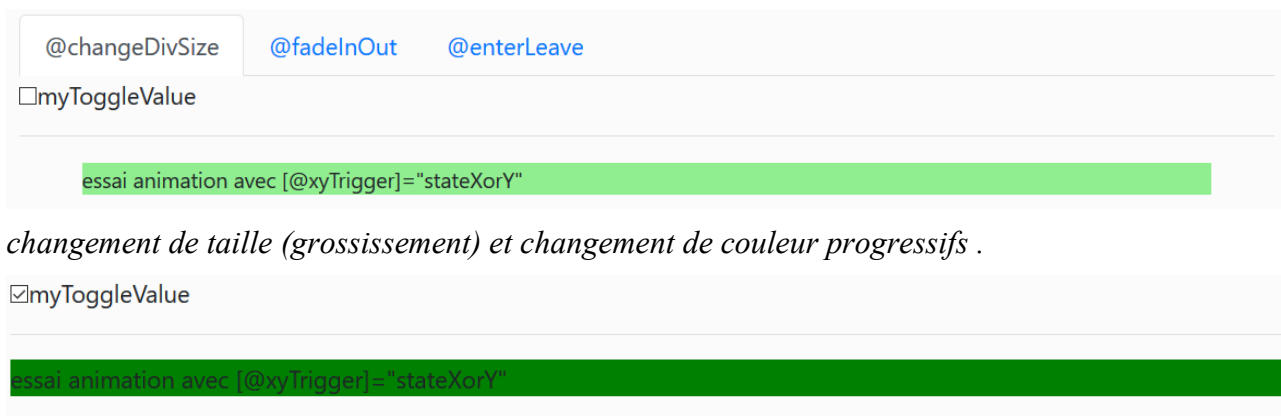 @changeDivSize @fadeInOut @enterLeave
☐myToggleValue
essai animation avec [@xyTrigger]="stateXorY"
changement de taille (grossissement) et changement de couleur progressifs .
☑myToggleValue
essai animation avec [@xyTrigger]="stateXorY"